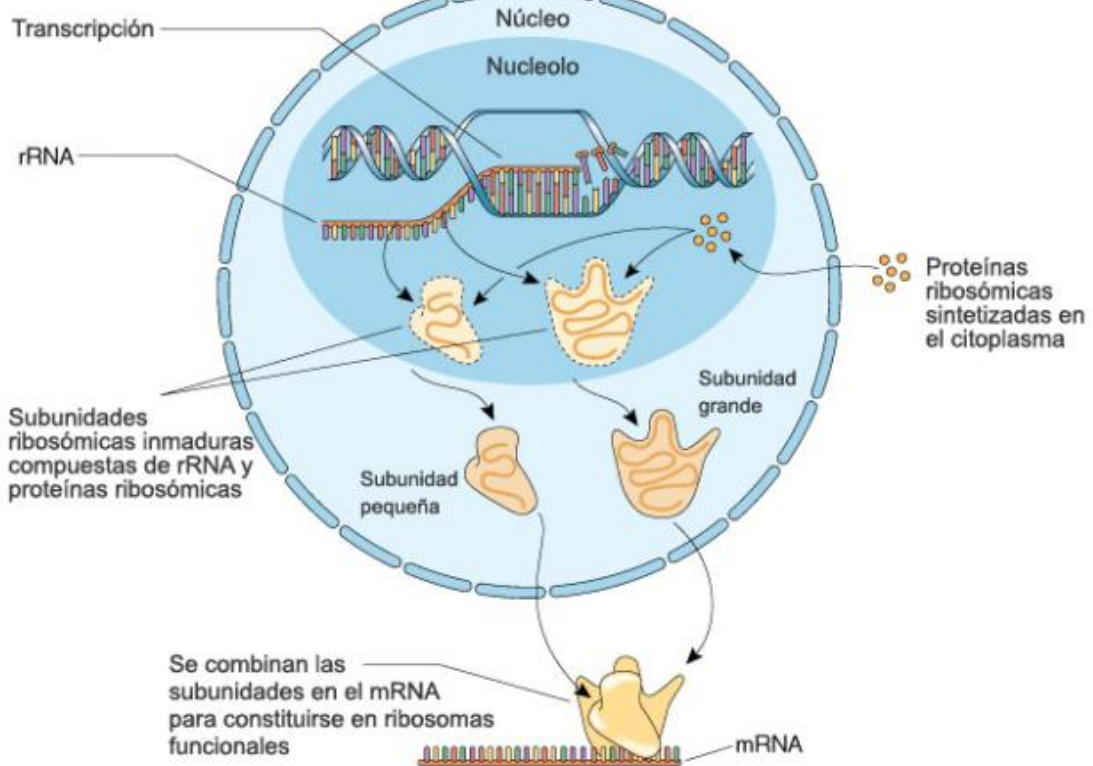 Transcripción
Núcleo
Nucleolo
rRNA
Proteínas
ribosómicas
sintetizadas en
el citoplasma
Subunidad
grande
Subunidades
ribosómicas inmaduras
compuestas de rRNA y
proteínas ribosómicas
Subunidad
pequeña
Se combinan las
subunidades en el mRNA
para constituirse en ribosomas
funcionales
mRNA